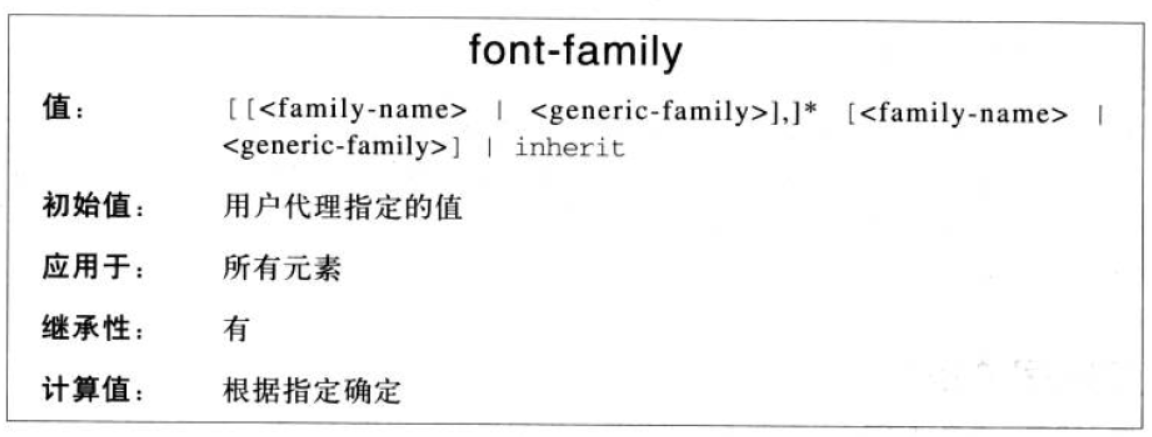 font-family
值： [[<family-name> | <generic-family>],]* [<family-name> |
<generic-family>] | inherit
初始值： 用户代理指定的值
应用于： 所有元素
继承性： 有
计算值： 根据指定确定